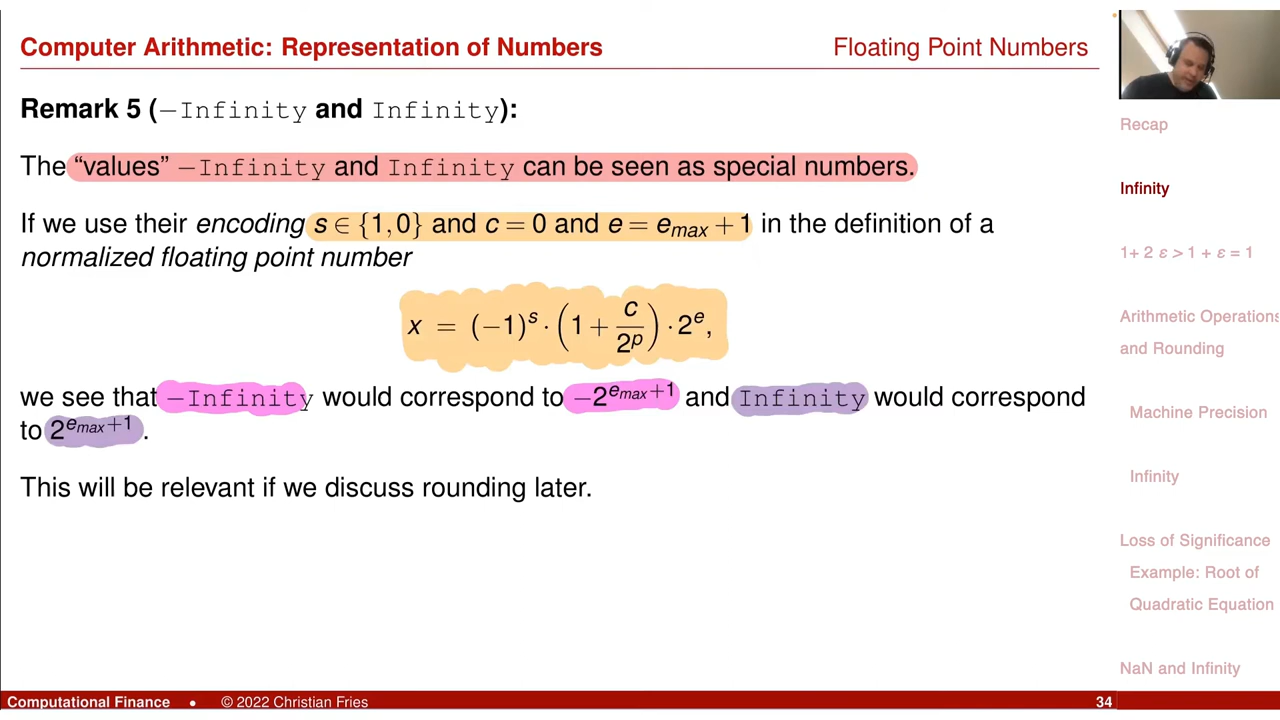 Computer Arithmetic: Representation of Numbers
Floating Point Numbers
Remark 5 (−Infinity and Infinity):
The “values” −Infinity and Infinity can be seen as special numbers.
If we use their encoding s ∈ {1,0} and c = 0 and e = e_max + 1 in the definition of a
normalized floating point number
x = (−1)^s · (1 + c/2^p) · 2^e,
we see that −Infinity would correspond to −2^{e_max+1} and Infinity would correspond
to 2^{e_max+1}.
This will be relevant if we discuss rounding later.
Recap
Infinity
1+ 2 ε > 1 + ε = 1
Arithmetic Operations
and Rounding
Machine Precision
Infinity
Loss of Significance
Example: Root of
Quadratic Equation
NaN and Infinity
Computational Finance • © 2022 Christian Fries
34